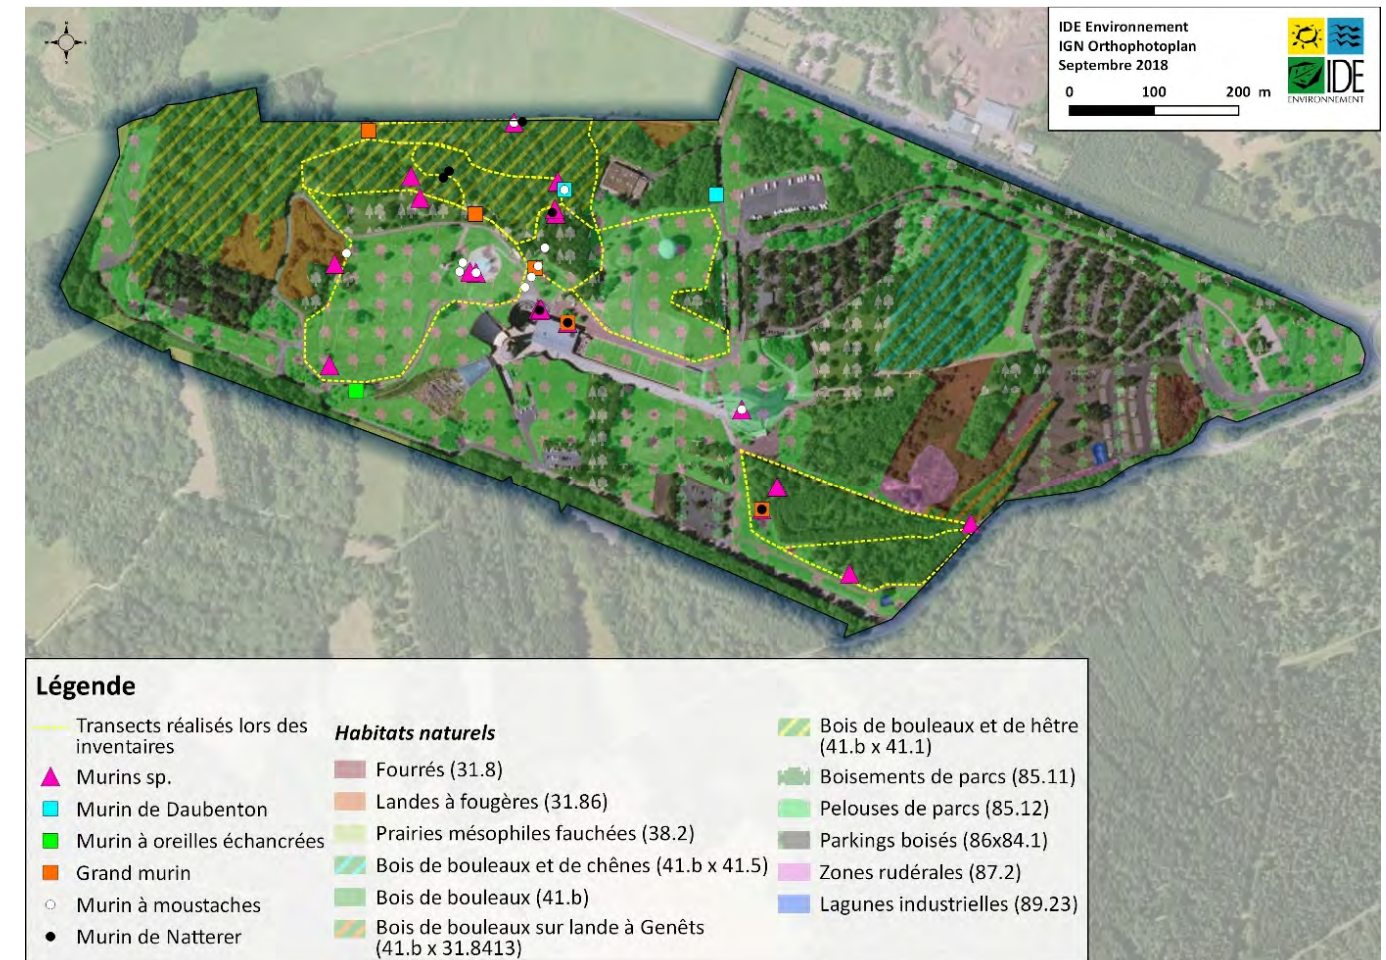 IDE Environnement
IGN Orthophotoplan
Septembre 2018
0 100 200 m
IDE
ENVIRONNEMENT
Légende
Transects réalisés lors des
inventaires
Murins sp.
Murin de Daubenton
Murin à oreilles échancrées
Grand murin
Murin à moustaches
Murin de Natterer
Habitats naturels
Fourrés (31.8)
Landes à fougères (31.86)
Prairies mésophiles fauchées (38.2)
Bois de bouleaux et de chênes (41.b x 41.5)
Bois de bouleaux (41.b)
Bois de bouleaux sur lande à Genêts
(41.b x 31.8413)
Bois de bouleaux et de hêtre
(41.b x 41.1)
Boisements de parcs (85.11)
Pelouses de parcs (85.12)
Parkings boisés (86x84.1)
Zones rudérales (87.2)
Lagunes industrielles (89.23)